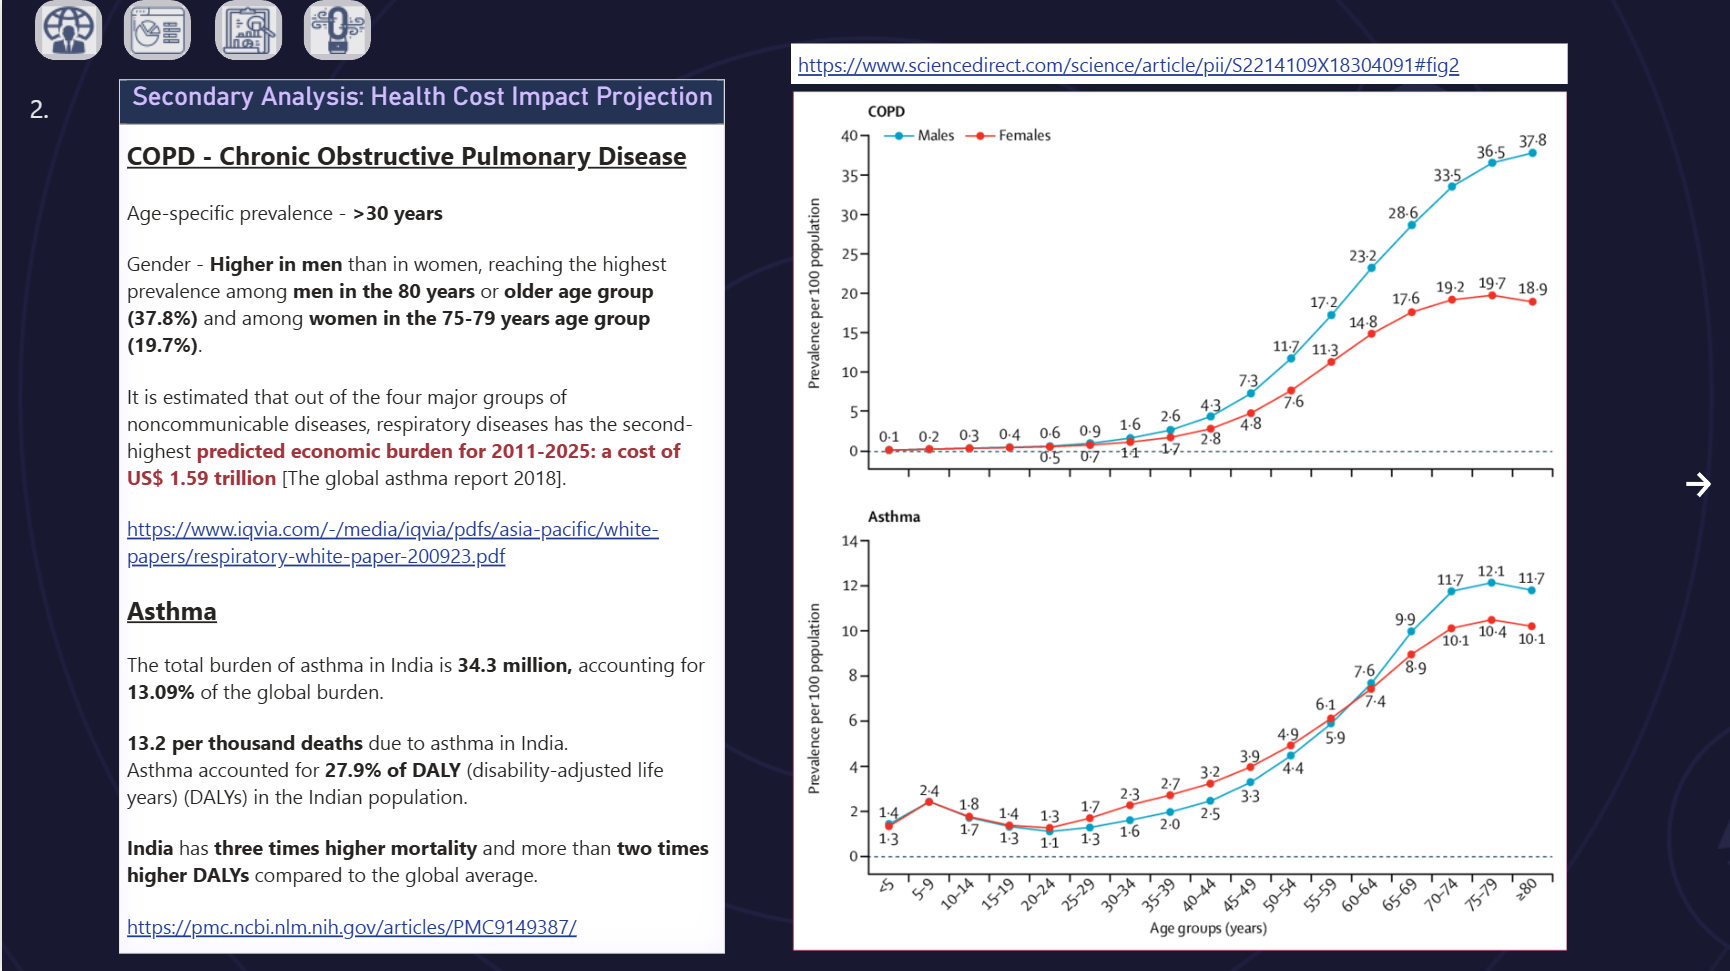 2.
Secondary Analysis: Health Cost Impact Projection
COPD - Chronic Obstructive Pulmonary Disease
Age-specific prevalence - >30 years
Gender - Higher in men than in women, reaching the highest
prevalence among men in the 80 years or older age group
(37.8%) and among women in the 75-79 years age group
(19.7%).
It is estimated that out of the four major groups of
noncommunicable diseases, respiratory diseases has the second-
highest predicted economic burden for 2011-2025: a cost of
US$ 1.59 trillion [The global asthma report 2018].
https://www.iqvia.com/-/media/iqvia/pdfs/asia-pacific/white-
papers/respiratory-white-paper-200923.pdf
Asthma
The total burden of asthma in India is 34.3 million, accounting for
13.09% of the global burden.
13.2 per thousand deaths due to asthma in India.
Asthma accounted for 27.9% of DALY (disability-adjusted life
years) (DALYs) in the Indian population.
India has three times higher mortality and more than two times
higher DALYs compared to the global average.
https://pmc.ncbi.nlm.nih.gov/articles/PMC9149387/
https://www.sciencedirect.com/science/article/pii/S2214109X18304091#fig2
COPD
Males Females
Prevalence per 100 population
40
35
30
25
20
15
10
5
0
0·1 0·2 0·3 0·4 0·6 0·9 1·6 2·6 4·3 7·3 11·7 17·2 23·2 28·6 33·5 36·5 37·8
0·5 0·7 1·1 1·7 2·8 4·8 7·6 11·3 14·8 17·6 19·2 19·7 18·9
Asthma
Prevalence per 100 population
14
12
10
8
6
4
2
0
1·4 2·4 1·8 1·4 1·3 1·7 2·3 2·7 3·2 3·9 4·9 6·1 7·6 9·9 11·7 12·1 11·7
1·3 1·7 1·3 1·1 1·3 1·6 2·0 2·5 3·3 4·4 5·9 7·4 8·9 10·1 10·4 10·1
<5 5–9 10–14 15–19 20–24 25–29 30–34 35–39 40–44 45–49 50–54 55–59 60–64 65–69 70–74 75–79 ≥80
Age groups (years)